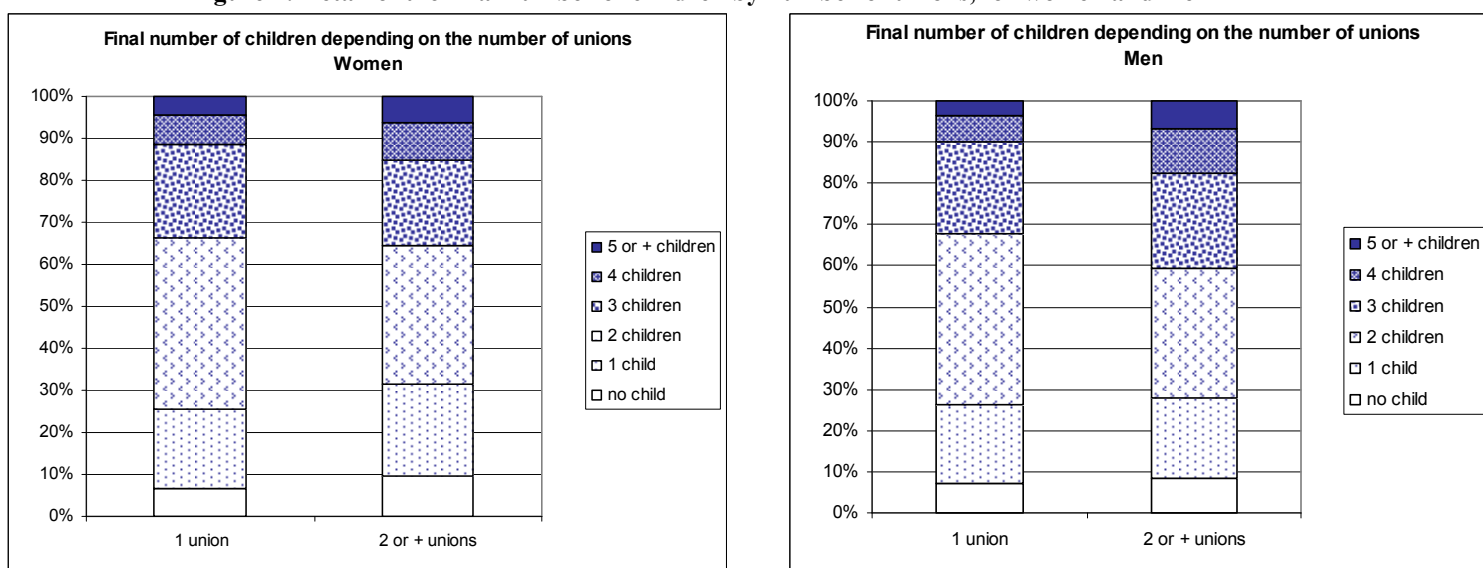 Final number of children depending on the number of unions
Women
100%
90%
80%
70%
60%
50%
40%
30%
20%
10%
0%
1 union
2 or + unions
5 or + children
4 children
3 children
2 children
1 child
no child
Final number of children depending on the number of unions
Men
100%
90%
80%
70%
60%
50%
40%
30%
20%
10%
0%
1 union
2 or + unions
5 or + children
4 children
3 children
2 children
1 child
no child